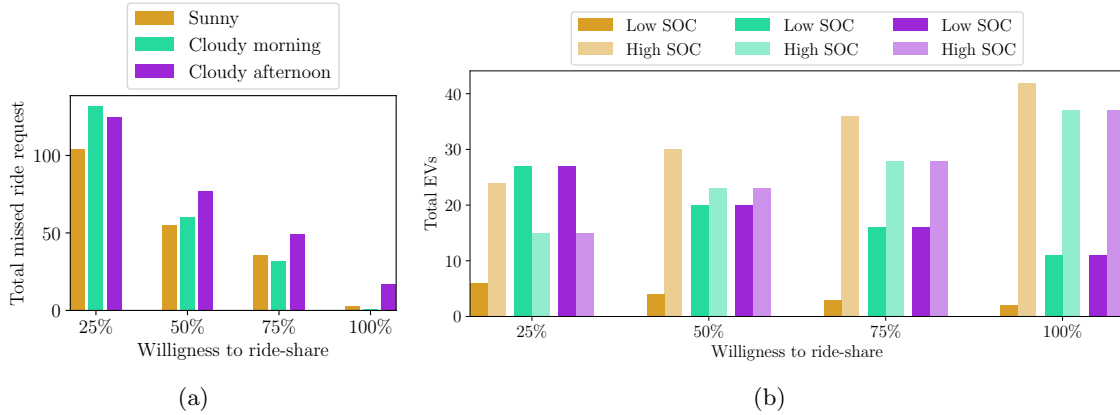 Sunny
Cloudy morning
Cloudy afternoon
Total missed ride request
100
50
0
25% 50% 75% 100%
Willigness to ride-share
(a)
Low SOC Low SOC Low SOC
High SOC High SOC High SOC
Total EVs
40
30
20
10
0
25% 50% 75% 100%
Willigness to ride-share
(b)